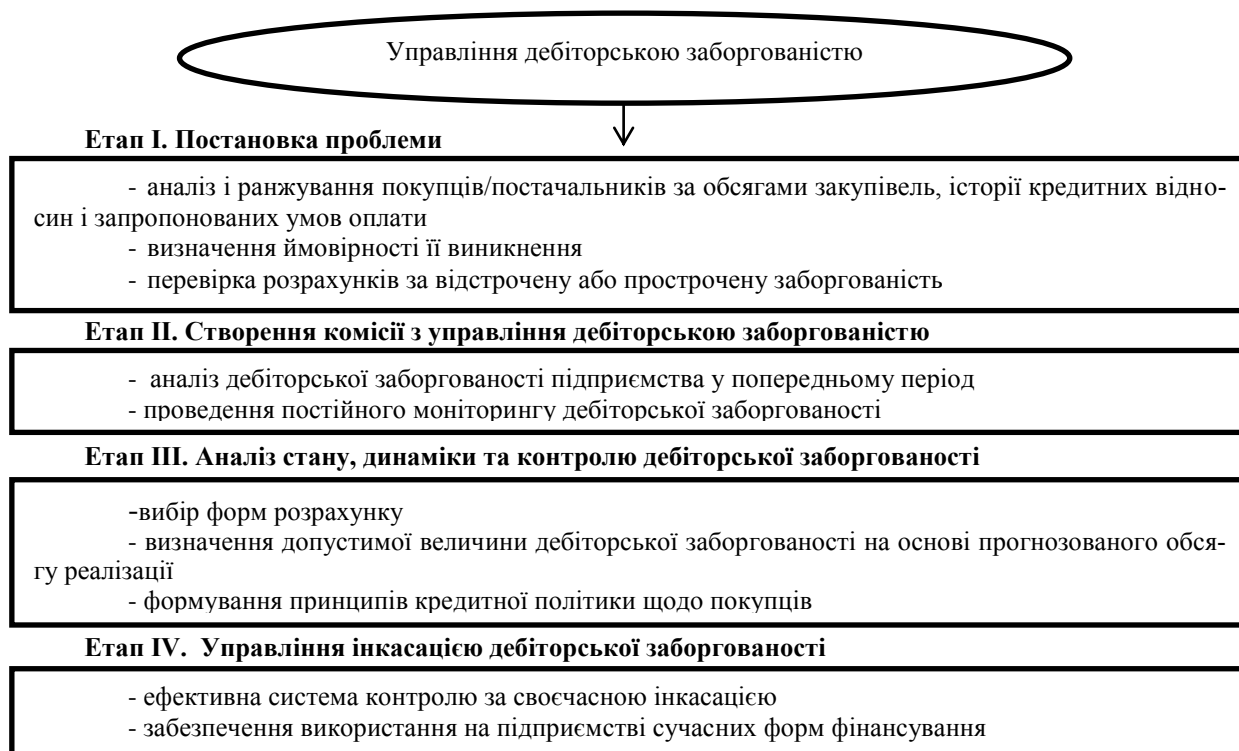 Управління дебіторською заборгованістю
Етап I. Постановка проблеми
- аналіз і ранжування покупців/постачальників за обсягами закупівель, історії кредитних відно-
син і запропонованих умов оплати
- визначення ймовірності її виникнення
- перевірка розрахунків за відстрочену або прострочену заборгованість
Етап II. Створення комісії з управління дебіторською заборгованістю
- аналіз дебіторської заборгованості підприємства у попередньому період
- проведення постійного моніторингу дебіторської заборгованості
Етап III. Аналіз стану, динаміки та контролю дебіторської заборгованості
-вибір форм розрахунку
- визначення допустимої величини дебіторської заборгованості на основі прогнозованого обся-
гу реалізації
- формування принципів кредитної політики щодо покупців
Етап IV. Управління інкасацією дебіторської заборгованості
- ефективна система контролю за своєчасною інкасацією
- забезпечення використання на підприємстві сучасних форм фінансування